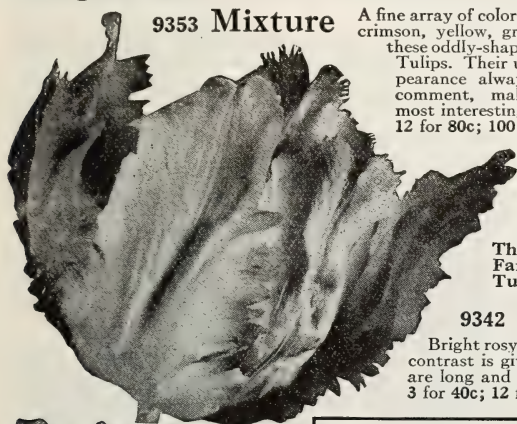 9353 Mixture
A fine array of color
crimson, yellow, gr
these oddly-shap
Tulips. Their u
pearance alwa
comment, ma
most interestin
12 for 80c; 100
Th
Fa
Tu
9342
Bright rosy
contrast is gi
are long and
3 for 40c; 12